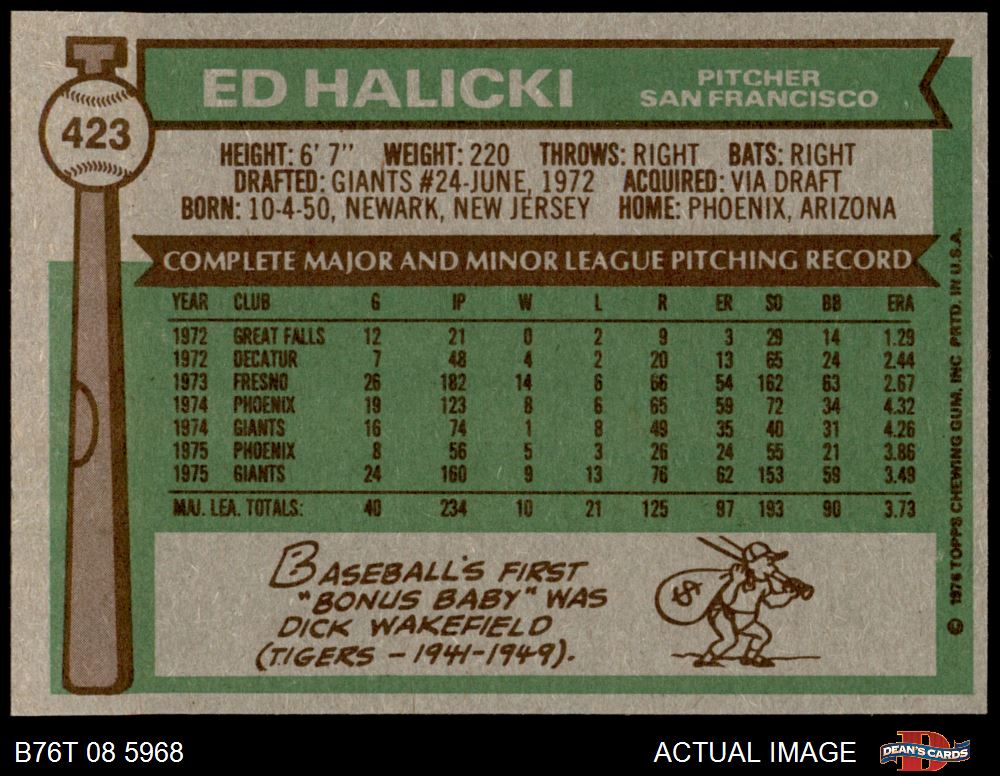 423
ED HALICKI
PITCHER
SAN FRANCISCO
HEIGHT: 6' 7" WEIGHT: 220 THROWS: RIGHT BATS: RIGHT
DRAFTED: GIANTS #24-JUNE, 1972 ACQUIRED: VIA DRAFT
BORN: 10-4-50, NEWARK, NEW JERSEY HOME: PHOENIX, ARIZONA
COMPLETE MAJOR AND MINOR LEAGUE PITCHING RECORD
YEAR CLUB G IP W L R ER SO BB ERA
1972 GREAT FALLS 12 21 0 2 9 3 29 14 1.29
1972 DECATUR 7 48 4 2 20 13 65 24 2.44
1973 FRESNO 26 182 14 6 66 54 162 63 2.67
1974 PHOENIX 19 123 8 6 65 59 72 34 4.32
1974 GIANTS 16 74 1 8 49 35 40 31 4.26
1975 PHOENIX 8 56 5 3 26 24 55 21 3.86
1975 GIANTS 24 160 9 13 76 62 153 59 3.49
MAJ. LEA. TOTALS: 40 234 10 21 125 97 193 90 3.73
BASEBALL'S FIRST
"BONUS BABY" WAS
DICK WAKEFIELD
(TIGERS - 1941-1949).
$
© 1976 TOPPS CHEWING GUM, INC PRTD. IN U.S.A.
B76T 08 5968
ACTUAL IMAGE
D
DEAN'S CARDS